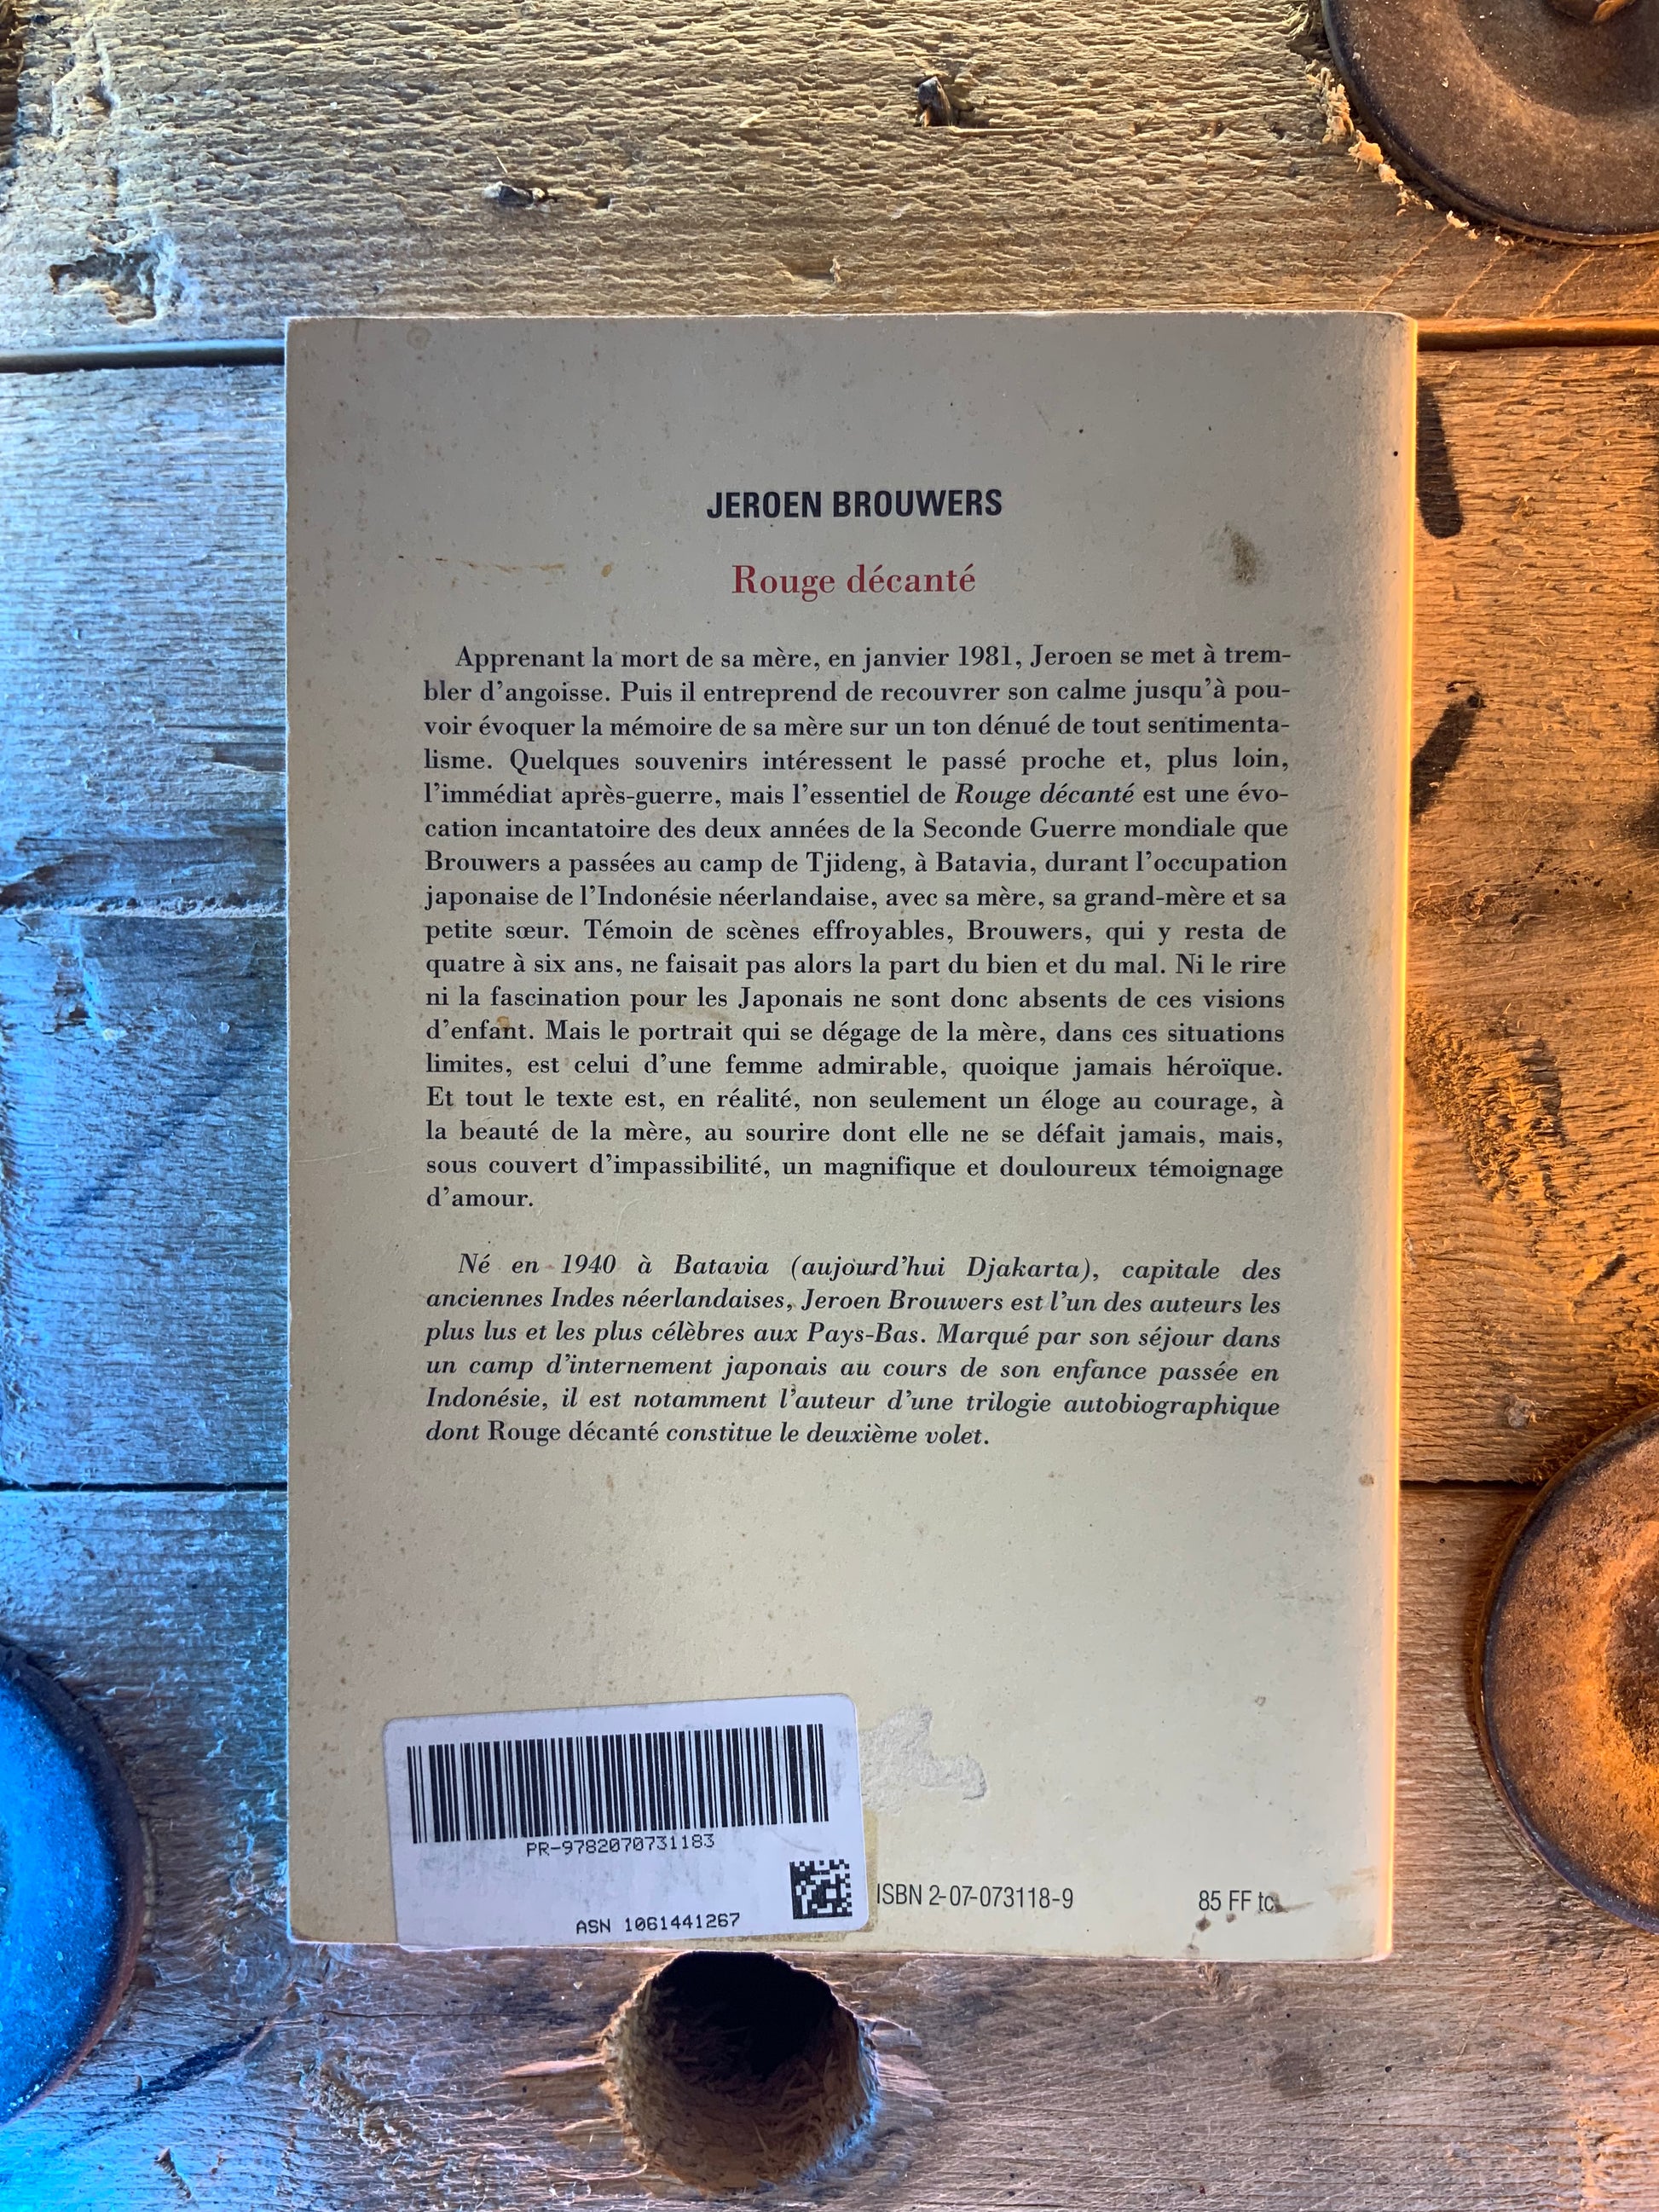 JEROEN BROUWERS
Rouge décanté
Apprenant la mort de sa mère, en janvier 1981, Jeroen se met à trem-
bler d'angoisse. Puis il entreprend de recouvrer son calme jusqu'à pou-
voir évoquer la mémoire de sa mère sur un ton dénué de tout sentimenta-
lisme. Quelques souvenirs intéressent le passé proche et, plus loin,
l'immédiat après-guerre, mais l'essentiel de Rouge décanté est une évo-
cation incantatoire des deux années de la Seconde Guerre mondiale que
Brouwers a passées au camp de Tjideng, à Batavia, durant l'occupation
japonaise de l'Indonésie néerlandaise, avec sa mère, sa grand-mère et sa
petite sœur. Témoin de scènes effroyables, Brouwers, qui y resta de
quatre à six ans, ne faisait pas alors la part du bien et du mal. Ni le rire
ni la fascination pour les Japonais ne sont donc absents de ces visions
d'enfant. Mais le portrait qui se dégage de la mère, dans ces situations
limites, est celui d'une femme admirable, quoique jamais héroïque.
Et tout le texte est, en réalité, non seulement un éloge au courage, à
la beauté de la mère, au sourire dont elle ne se défait jamais, mais,
sous couvert d'impassibilité, un magnifique et douloureux témoignage
d'amour.
Né en 1940 à Batavia (aujourd'hui Djakarta), capitale des
anciennes Indes néerlandaises, Jeroen Brouwers est l'un des auteurs les
plus lus et les plus célèbres aux Pays-Bas. Marqué par son séjour dans
un camp d'internement japonais au cours de son enfance passée en
Indonésie, il est notamment l'auteur d'une trilogie autobiographique
dont Rouge décanté constitue le deuxième volet.
PR-9782070731183
ASN 1061441267
ISBN 2-07-073118-9
85 FF tc